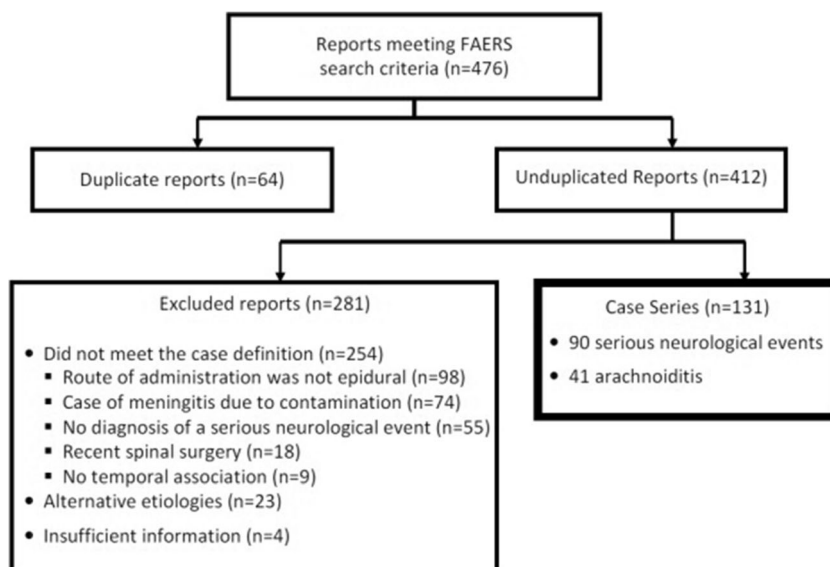 Reports meeting FAERS
search criteria (n=476)
Duplicate reports (n=64)
Unduplicated Reports (n=412)
Excluded reports (n=281)
• Did not meet the case definition (n=254)
▪ Route of administration was not epidural (n=98)
▪ Case of meningitis due to contamination (n=74)
▪ No diagnosis of a serious neurological event (n=55)
▪ Recent spinal surgery (n=18)
▪ No temporal association (n=9)
• Alternative etiologies (n=23)
• Insufficient information (n=4)
Case Series (n=131)
• 90 serious neurological events
• 41 arachnoiditis